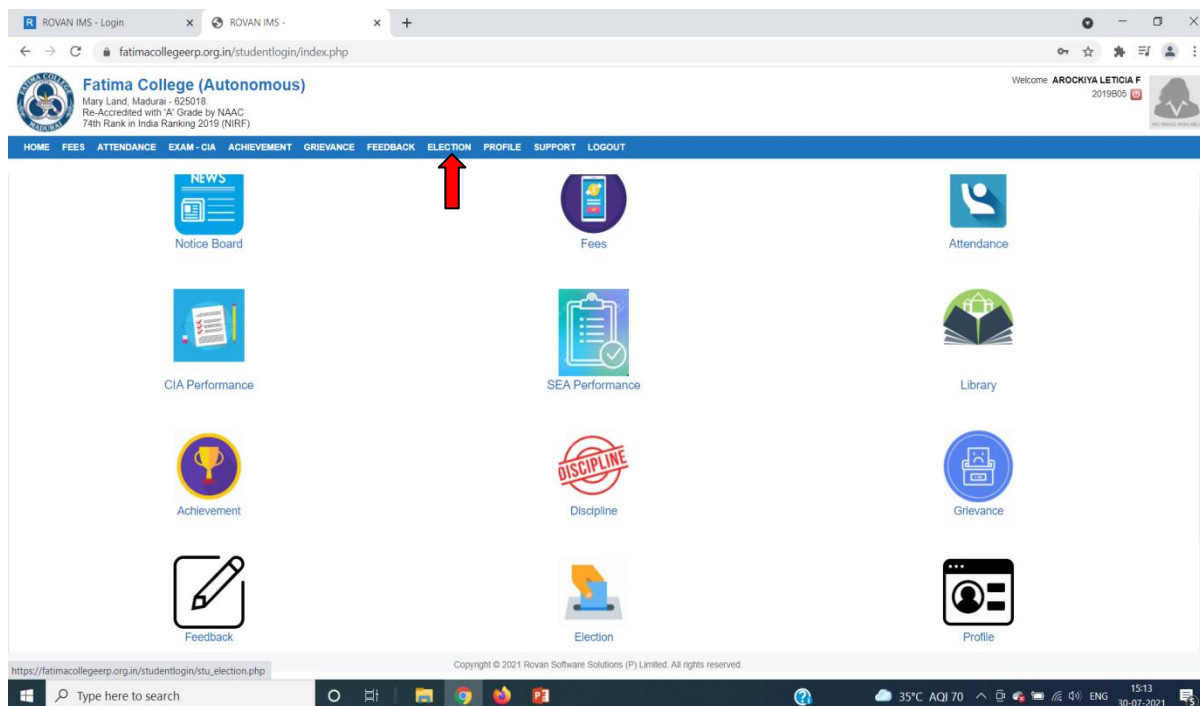 R ROVAN IMS - Login
ROVAN IMS -
fatimacollegeerp.org.in/studentlogin/index.php
Fatima College (Autonomous)
Mary Land, Madurai - 625018.
Re-Accredited with 'A' Grade by NAAC
74th Rank in India Ranking 2019 (NIRF)
Welcome AROCKIYA LETICIA F
2019B05
HOME FEES ATTENDANCE EXAM - CIA ACHIEVEMENT GRIEVANCE FEEDBACK ELECTION PROFILE SUPPORT LOGOUT
NEWS
Notice Board
Fees
Attendance
CIA Performance
SEA Performance
Library
Achievement
DISCIPLINE
Discipline
Grievance
Feedback
Election
Profile
https://fatimacollegeerp.org.in/studentlogin/stu_election.php
Copyright © 2021 Rovan Software Solutions (P) Limited. All rights reserved.
Type here to search
35°C AQI 70
ENG
15:13
30-07-2021
5